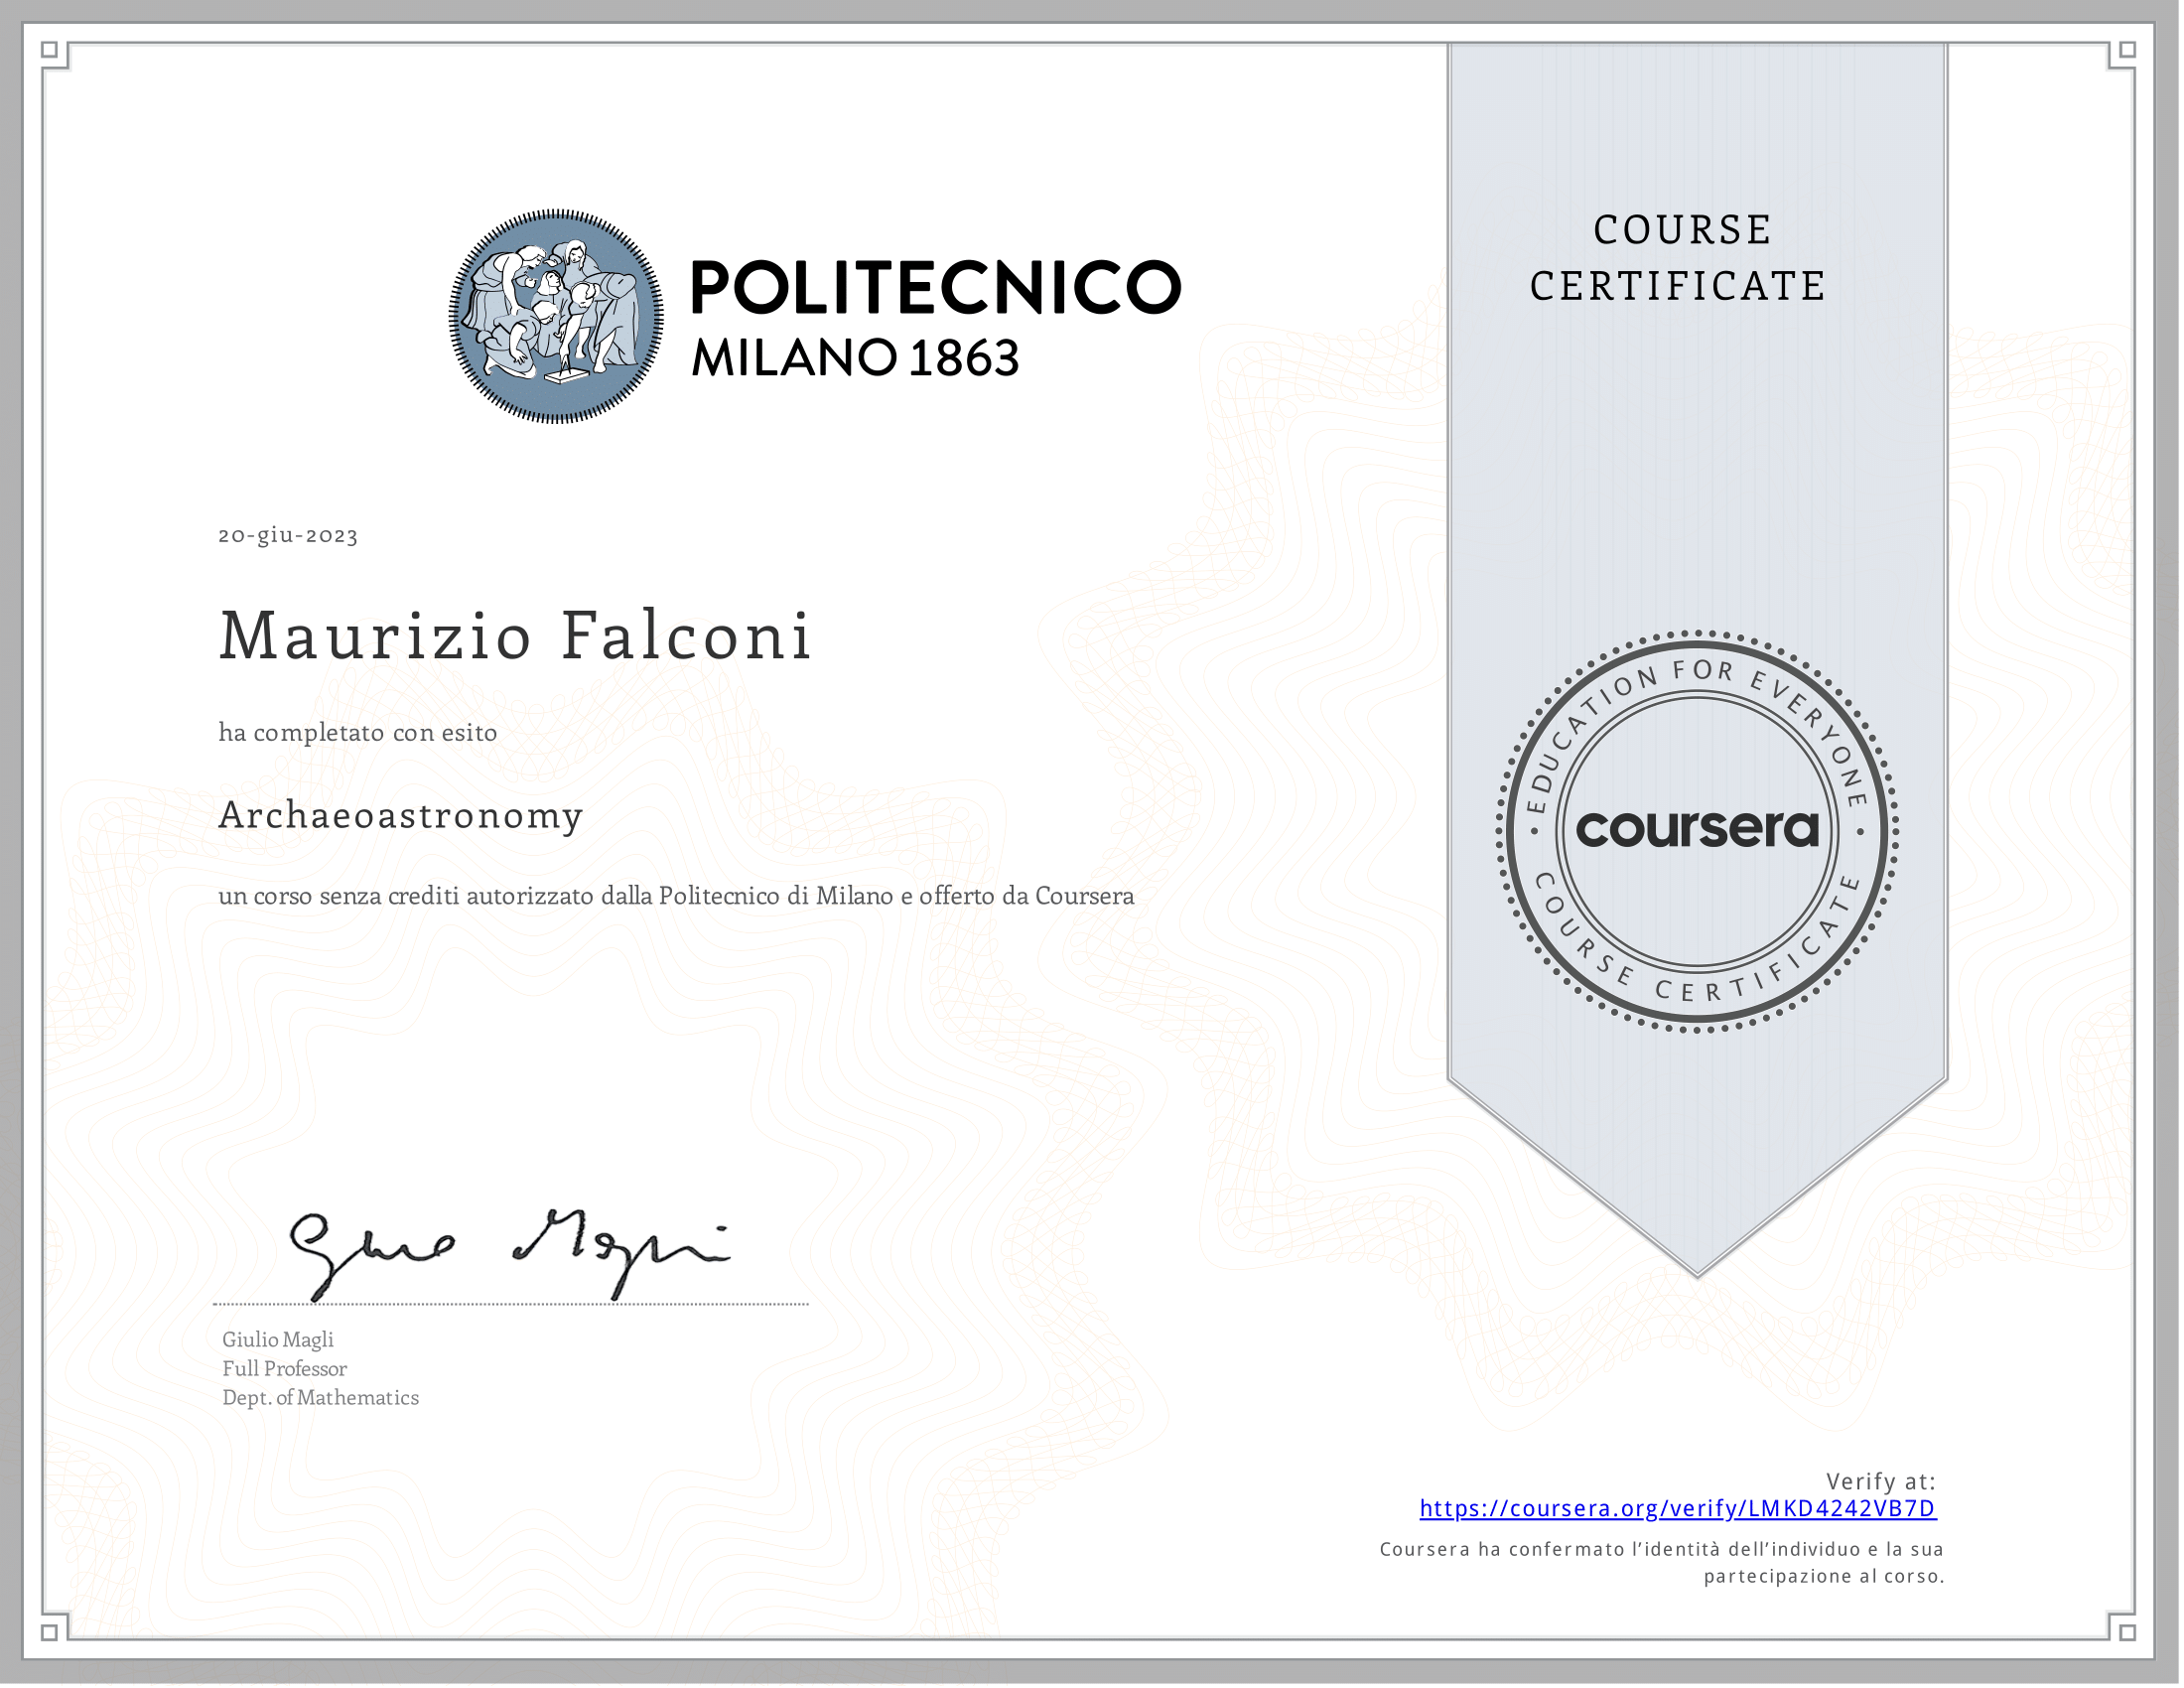 POLITECNICO
MILANO 1863
COURSE
CERTIFICATE
20-giu-2023
Maurizio Falconi
ha completato con esito
Archaeoastronomy
un corso senza crediti autorizzato dalla Politecnico di Milano e offerto da Coursera
EDUCATION FOR EVERYONE
coursera
COURSE CERTIFICATE
Giulio Magli
Giulio Magli
Full Professor
Dept. of Mathematics
Verify at:
https://coursera.org/verify/LMKD4242VB7D
Coursera ha confermato l’identità dell’individuo e la sua
partecipazione al corso.